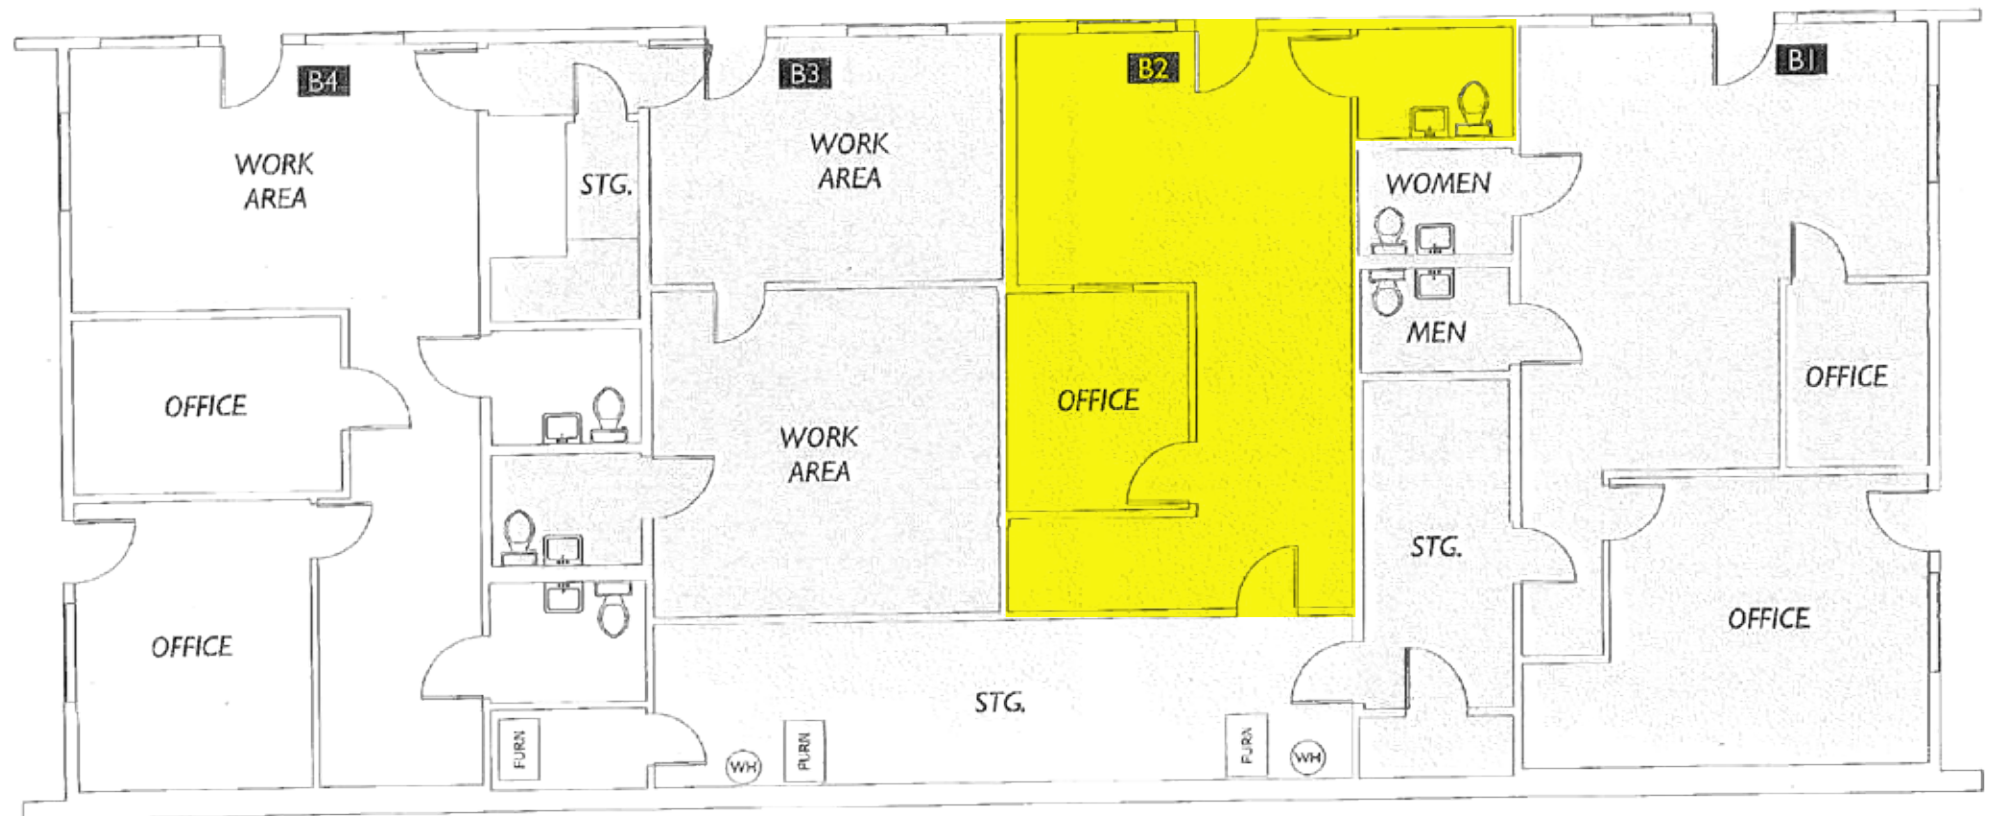 B4
B3
B2
B1
WORK
AREA
STG.
WORK
AREA
WOMEN
MEN
OFFICE
OFFICE
OFFICE
WORK
AREA
STG.
OFFICE
OFFICE
STG.
FURN
WH
FURN
FURN
WH